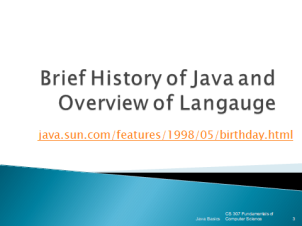 Brief History of Java and
Overview of Langauge
java.sun.com/features/1998/05/birthday.html
Java Basics
CS 307 Fundamentals of
Computer Science